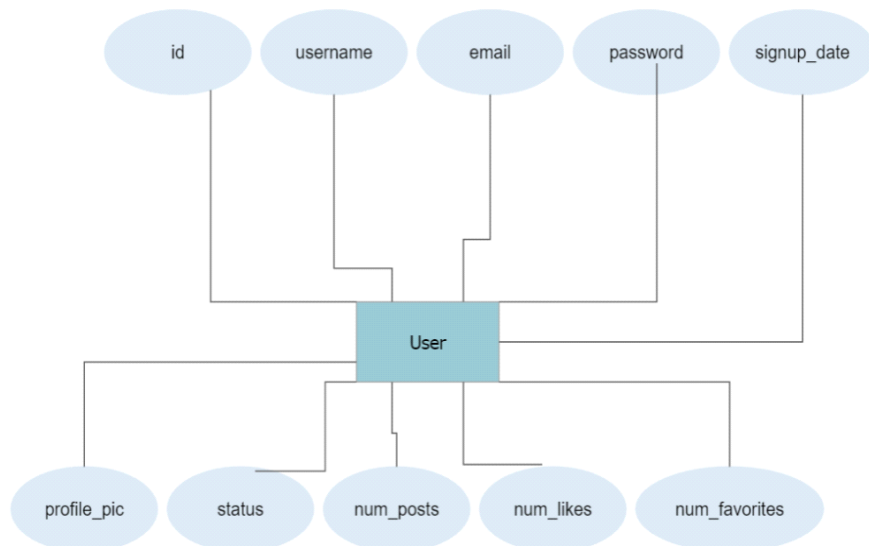 id
username
email
password
signup_date
User
profile_pic
status
num_posts
num_likes
num_favorites